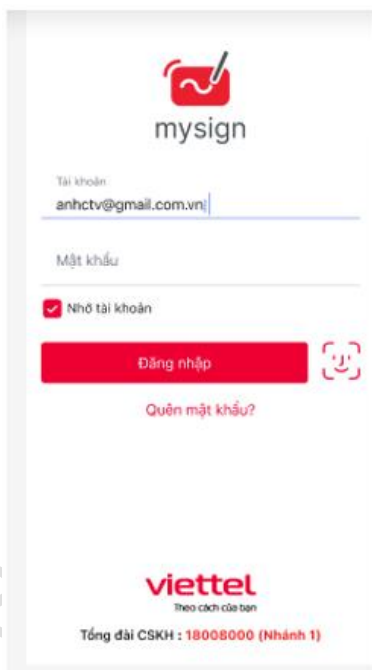 mysign
Tài khoản
anhctv@gmail.com.vn
Mật khẩu
Nhớ tài khoản
Đăng nhập
Quên mật khẩu?
viettel
Theo cách của bạn
Tổng đài CSKH : 18008000 (Nhánh 1)